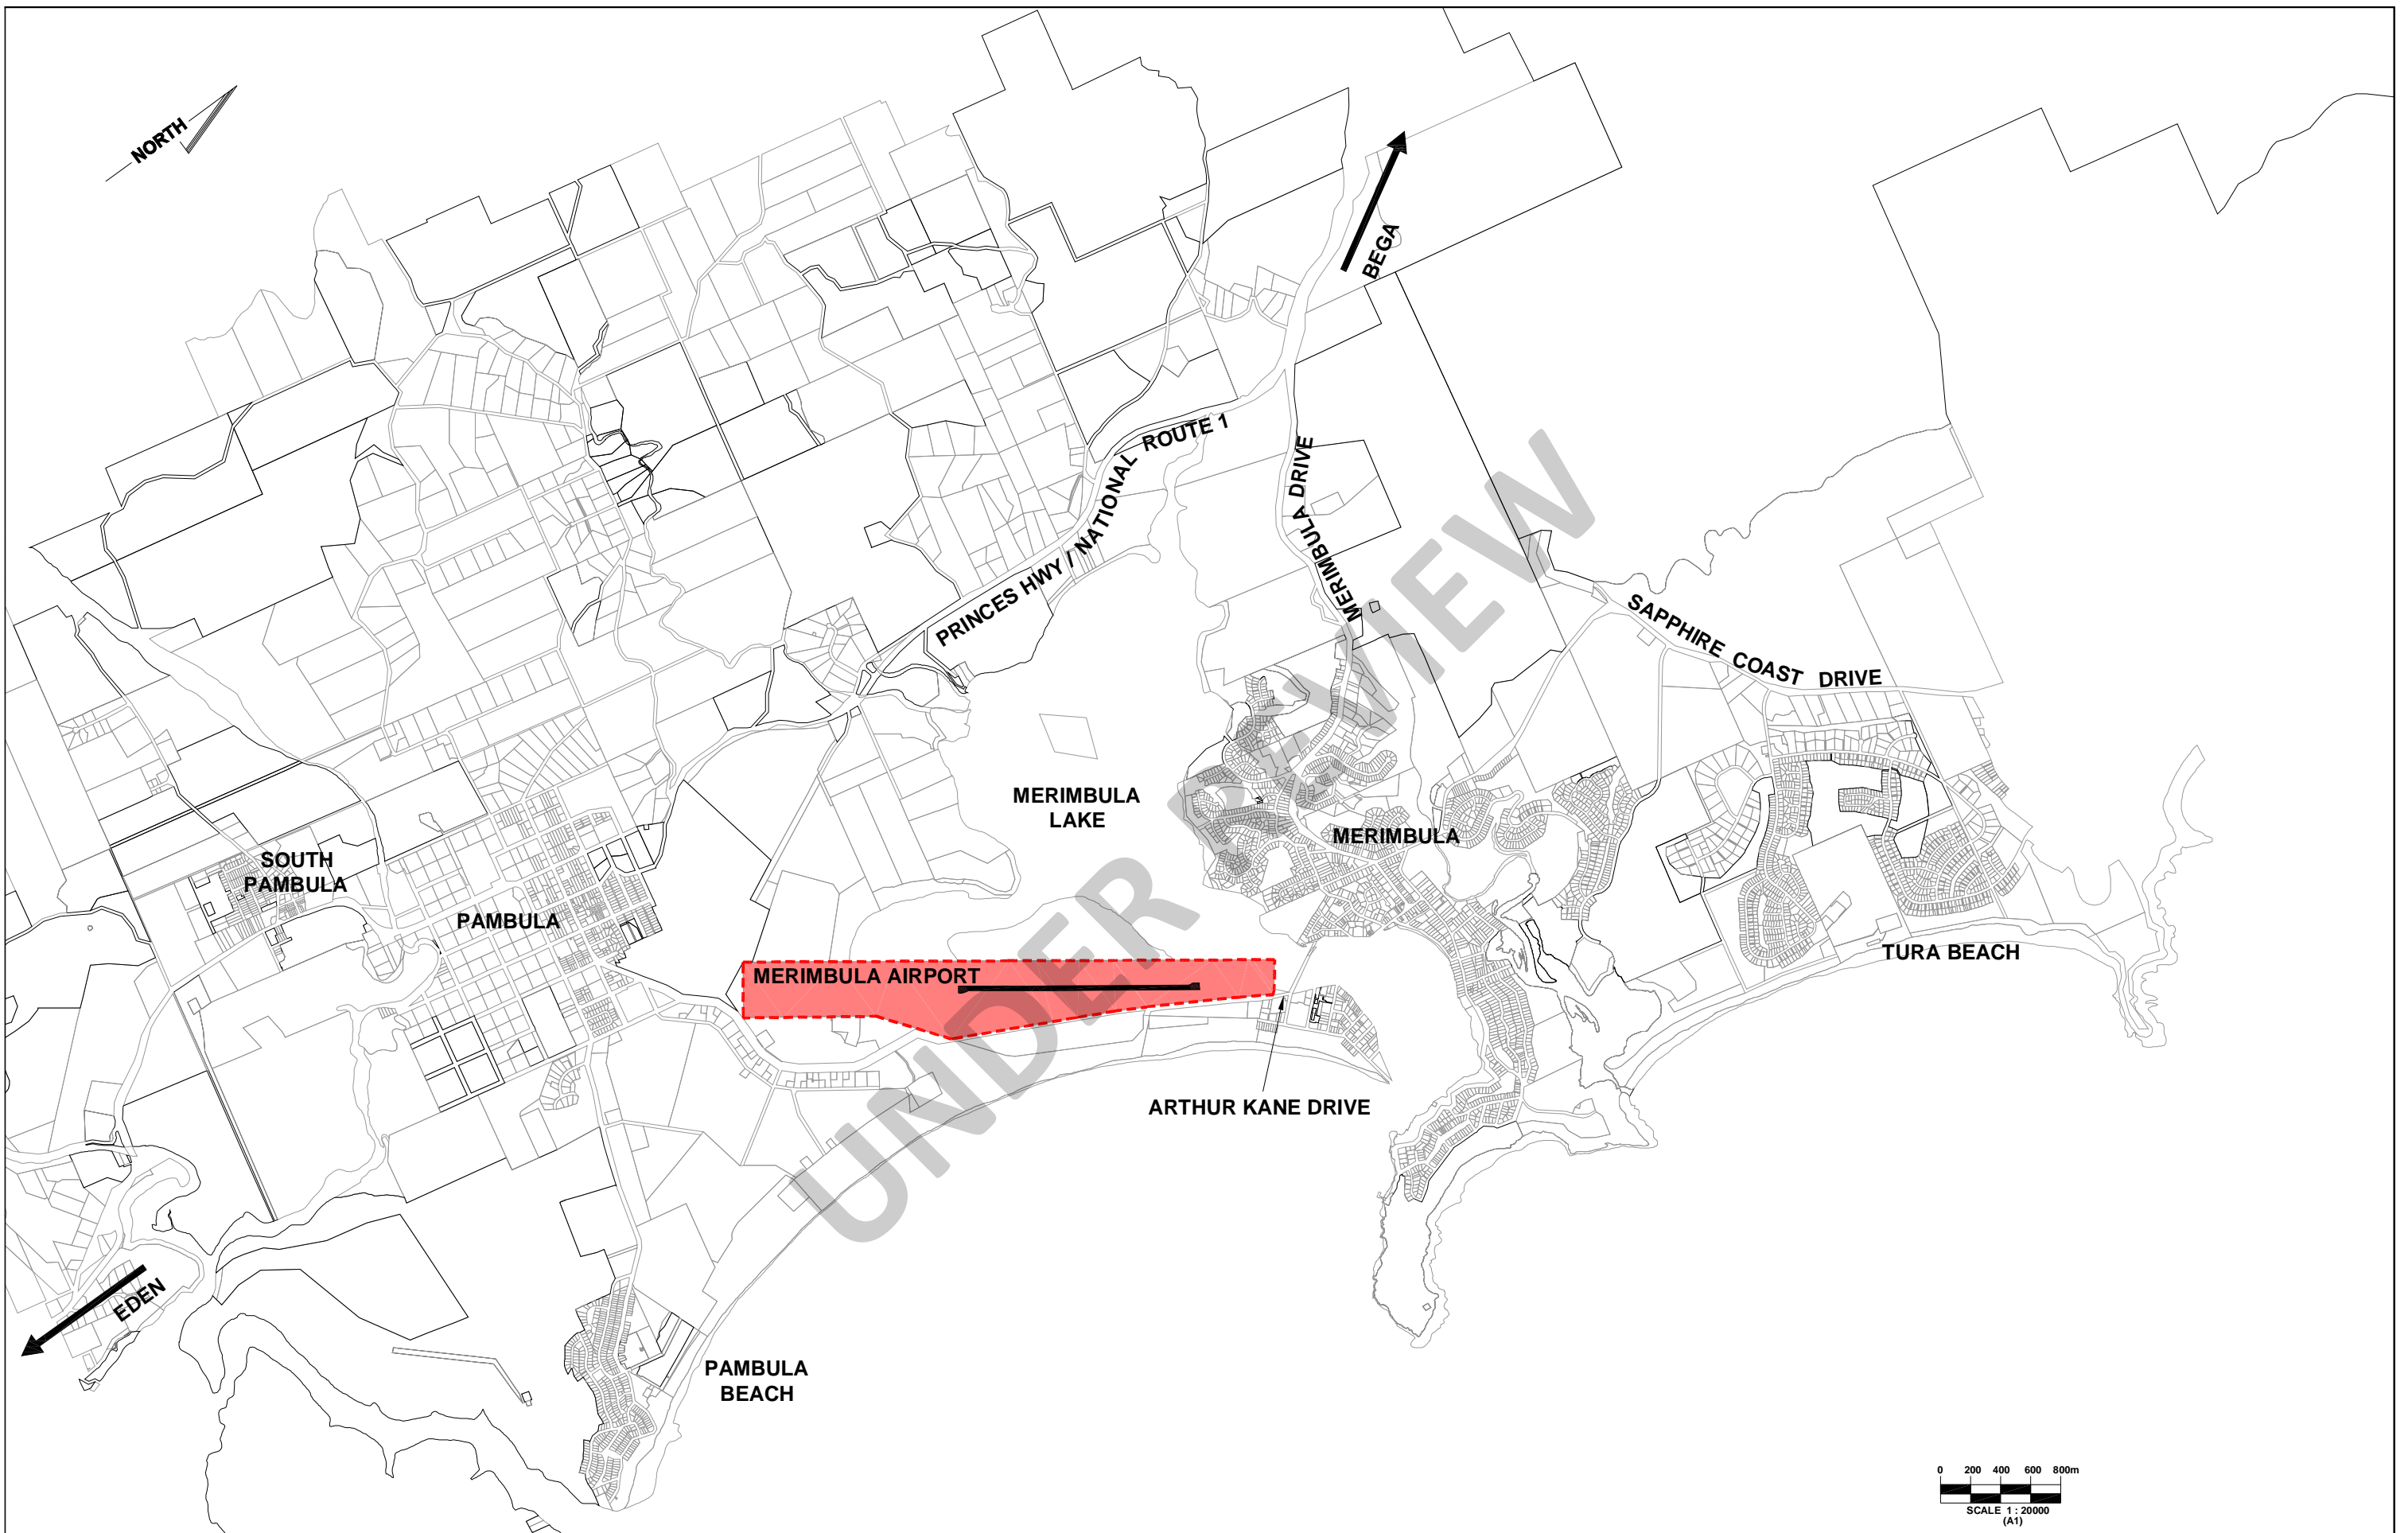 NORTH
BEGA
PRINCES HWY / NATIONAL ROUTE 1
MERIMBULA DRIVE
SAPPHIRE COAST DRIVE
MERIMBULA
LAKE
MERIMBULA
SOUTH
PAMBULA
PAMBULA
TURA BEACH
MERIMBULA AIRPORT
ARTHUR KANE DRIVE
EDEN
PAMBULA
BEACH
UNDER REVIEW
0 200 400 600 800m
SCALE 1 : 20000
(A1)